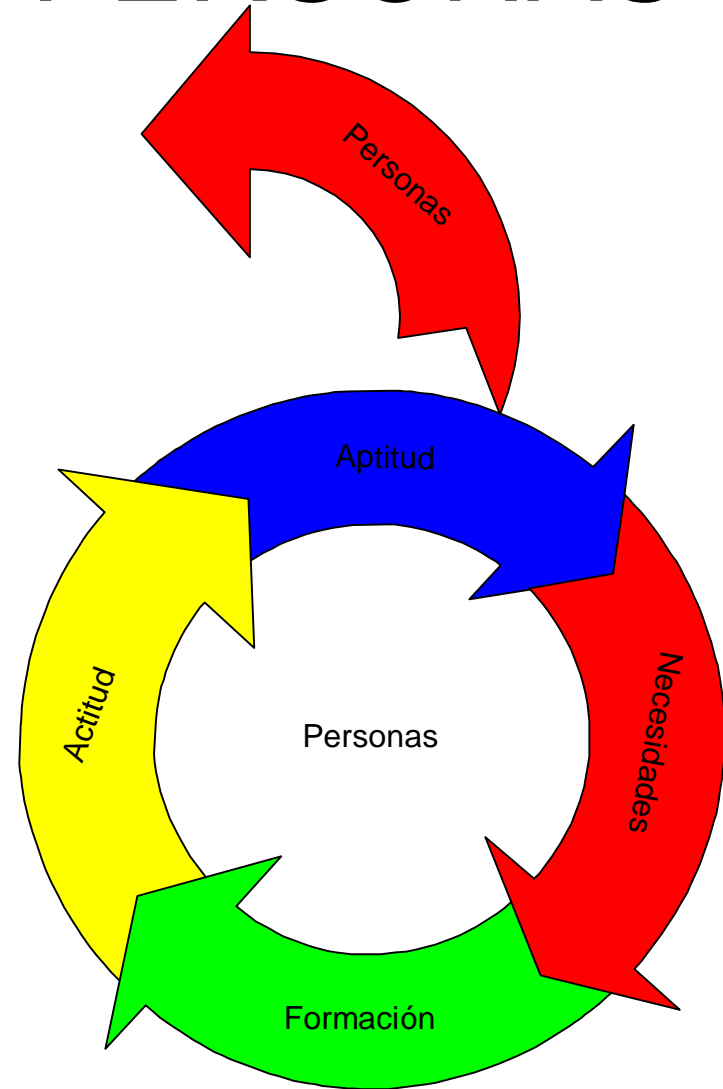 Personas
Aptitud
Necesidades
Actitud
Personas
Formación